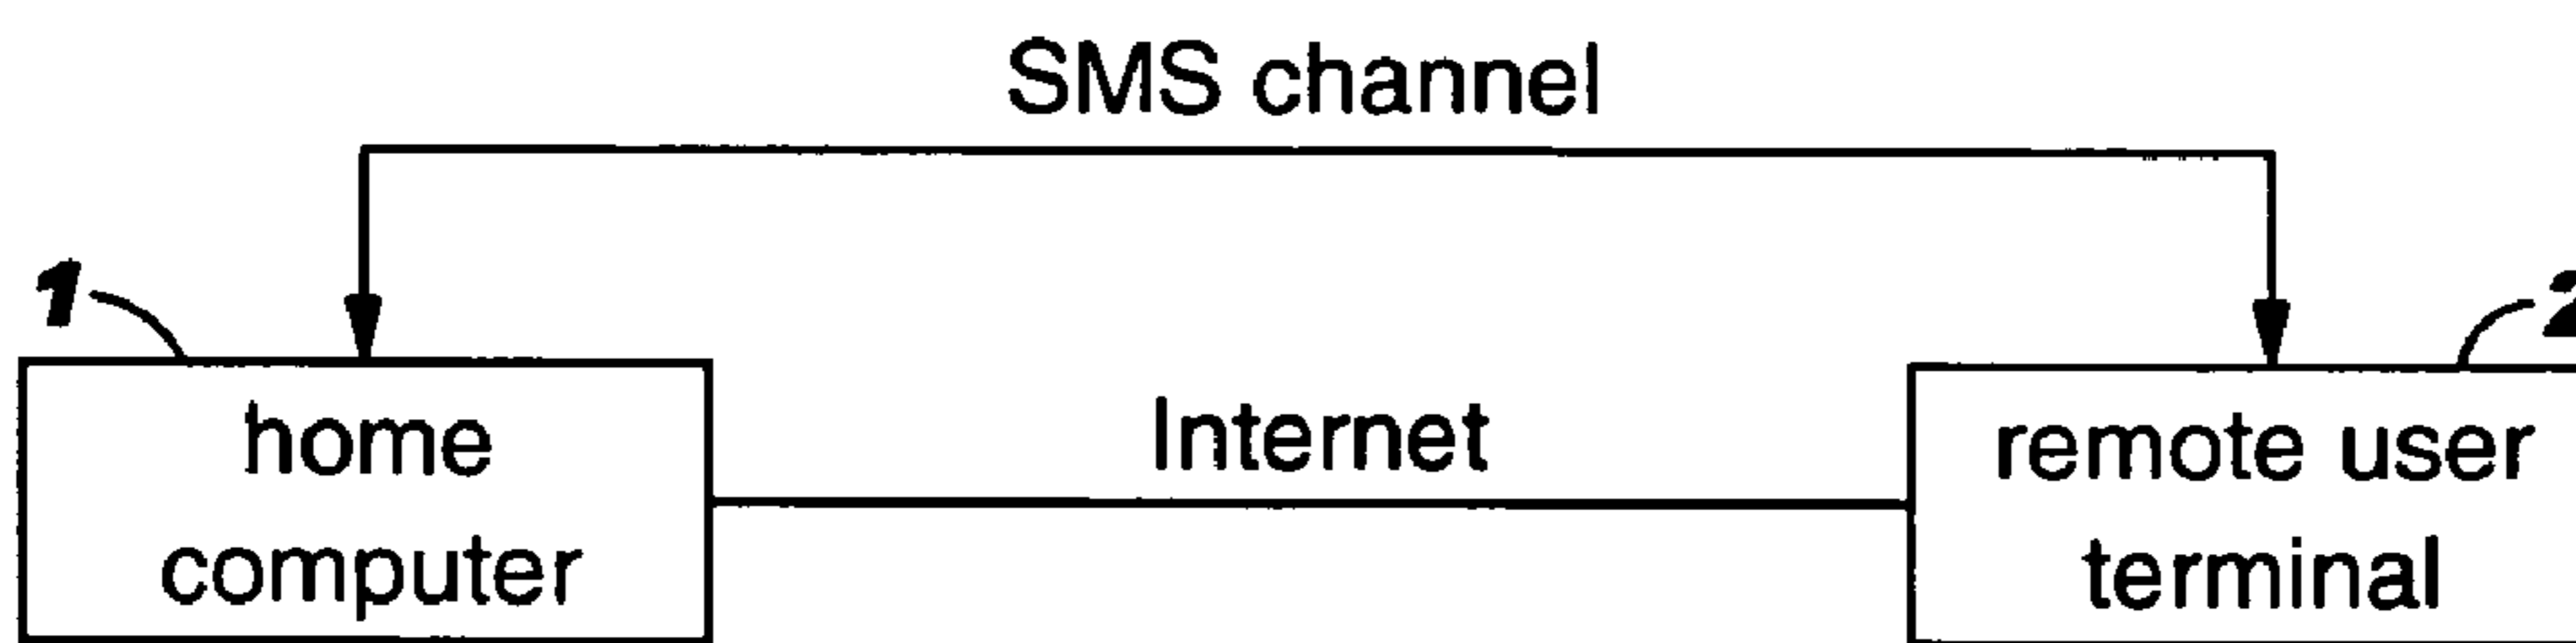 SMS channel
1
2
home
computer
Internet
remote user
terminal